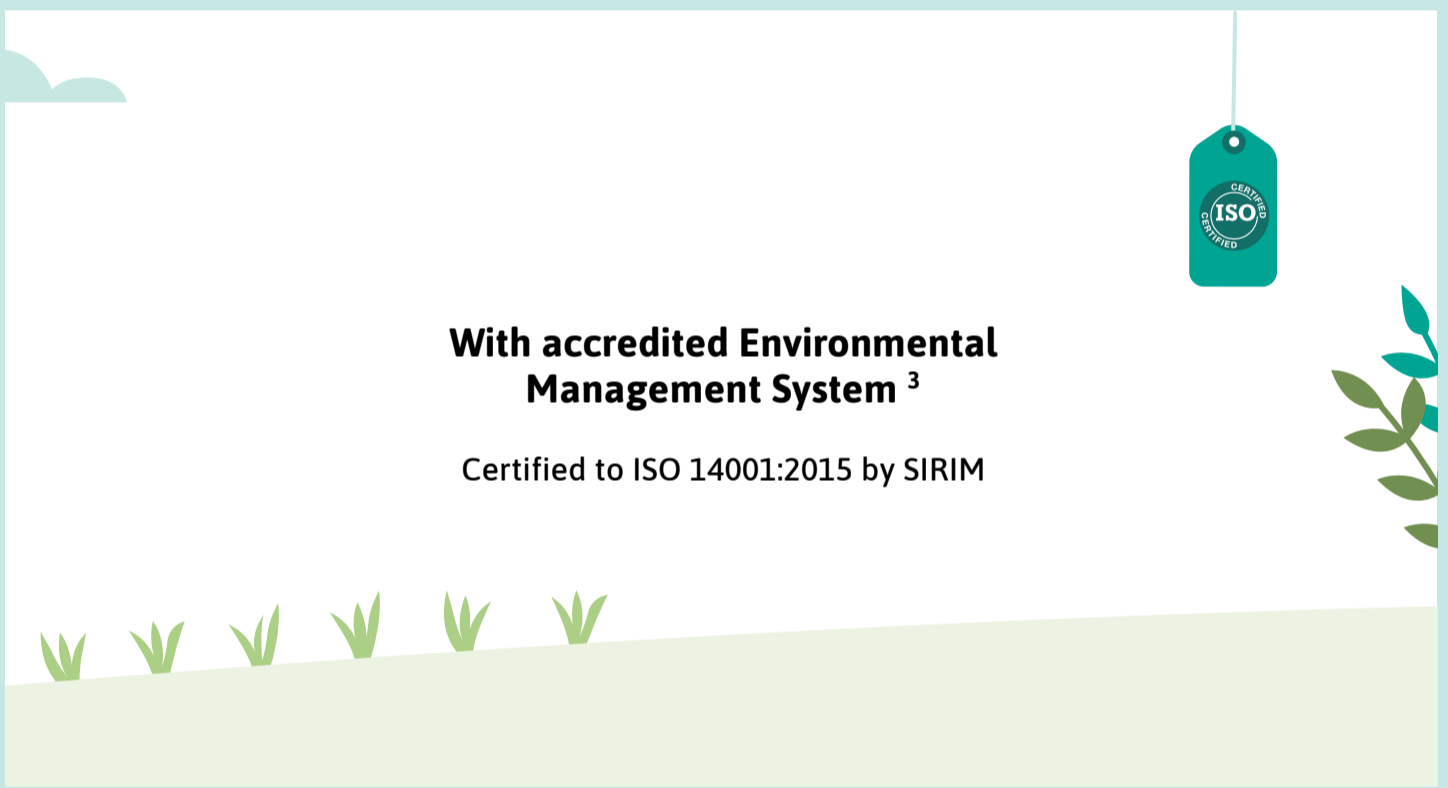 CERTIFIED
ISO
CERTIFIED
With accredited Environmental
Management System ³
Certified to ISO 14001:2015 by SIRIM